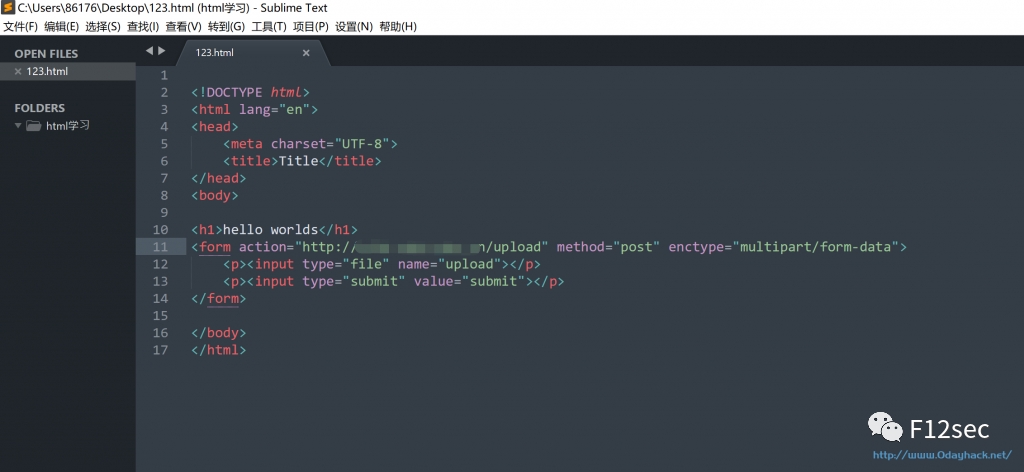 C:\Users\86176\Desktop\123.html (html学习) - Sublime Text
文件(F) 编辑(E) 选择(S) 查找(I) 查看(V) 转到(G) 工具(T) 项目(P) 设置(N) 帮助(H)
OPEN FILES
123.html
FOLDERS
html学习
123.html
1
2 <!DOCTYPE html>
3 <html lang="en">
4 <head>
5 <meta charset="UTF-8">
6 <title>Title</title>
7 </head>
8 <body>
9
10 <h1>hello worlds</h1>
11 <form action="http://n/upload" method="post" enctype="multipart/form-data">
12 <p><input type="file" name="upload"></p>
13 <p><input type="submit" value="submit"></p>
14 </form>
15
16 </body>
17 </html>
F12sec
http://www.0dayhack.net/